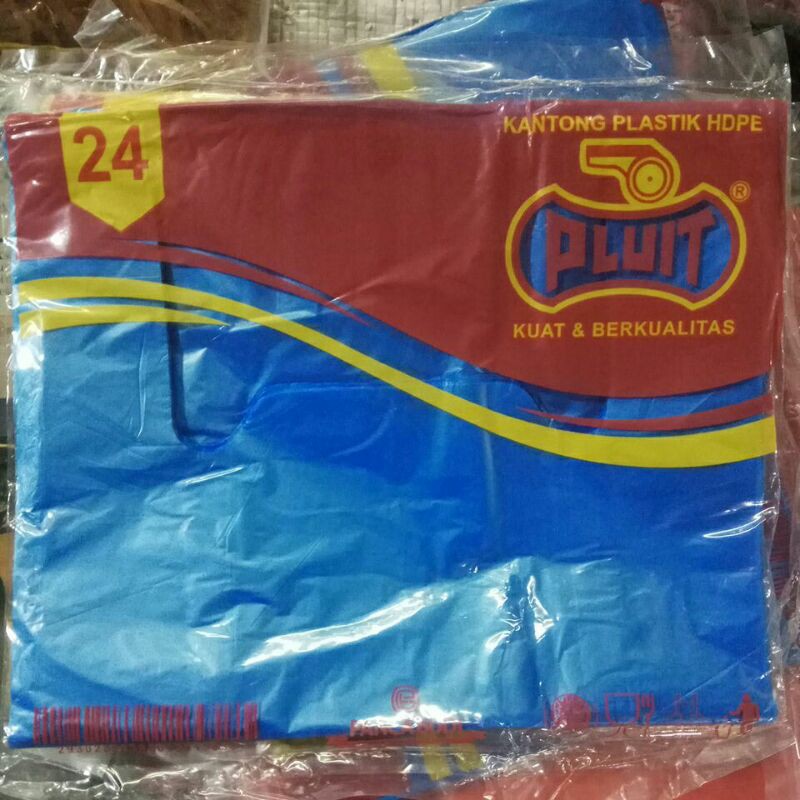 24
KANTONG PLASTIK HDPE
PLUIT
®
KUAT & BERKUALITAS